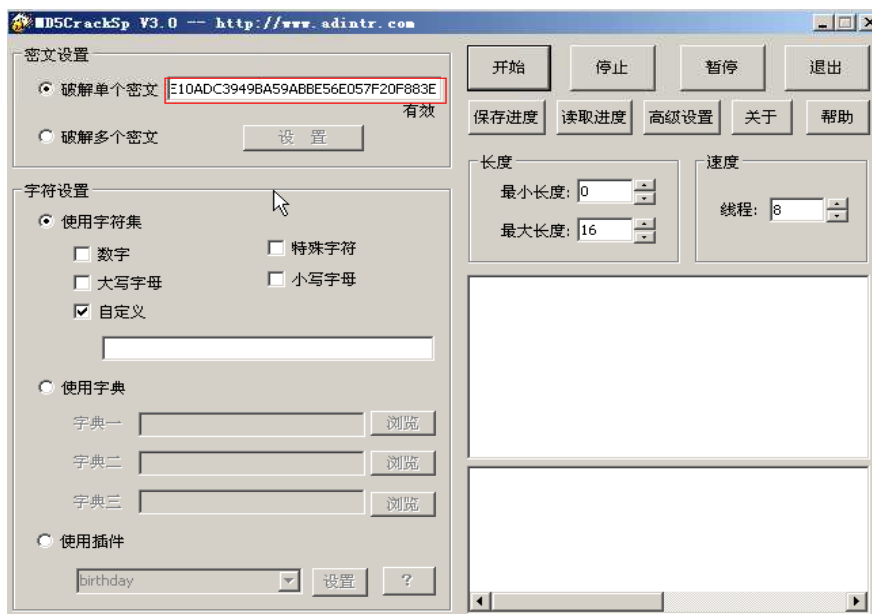 MD5CrackSp V3.0 -- http://www.adintr.com
密文设置
破解单个密文 E10ADC3949BA59ABBE56E057F20F883E
有效
破解多个密文 设 置
字符设置
使用字符集
数字 特殊字符
大写字母 小写字母
自定义
使用字典
字典一 浏览
字典二 浏览
字典三 浏览
使用插件
birthday 设置 ?
开始 停止 暂停 退出
保存进度 读取进度 高级设置 关于 帮助
长度
最小长度: 0
最大长度: 16
速度
线程: 8